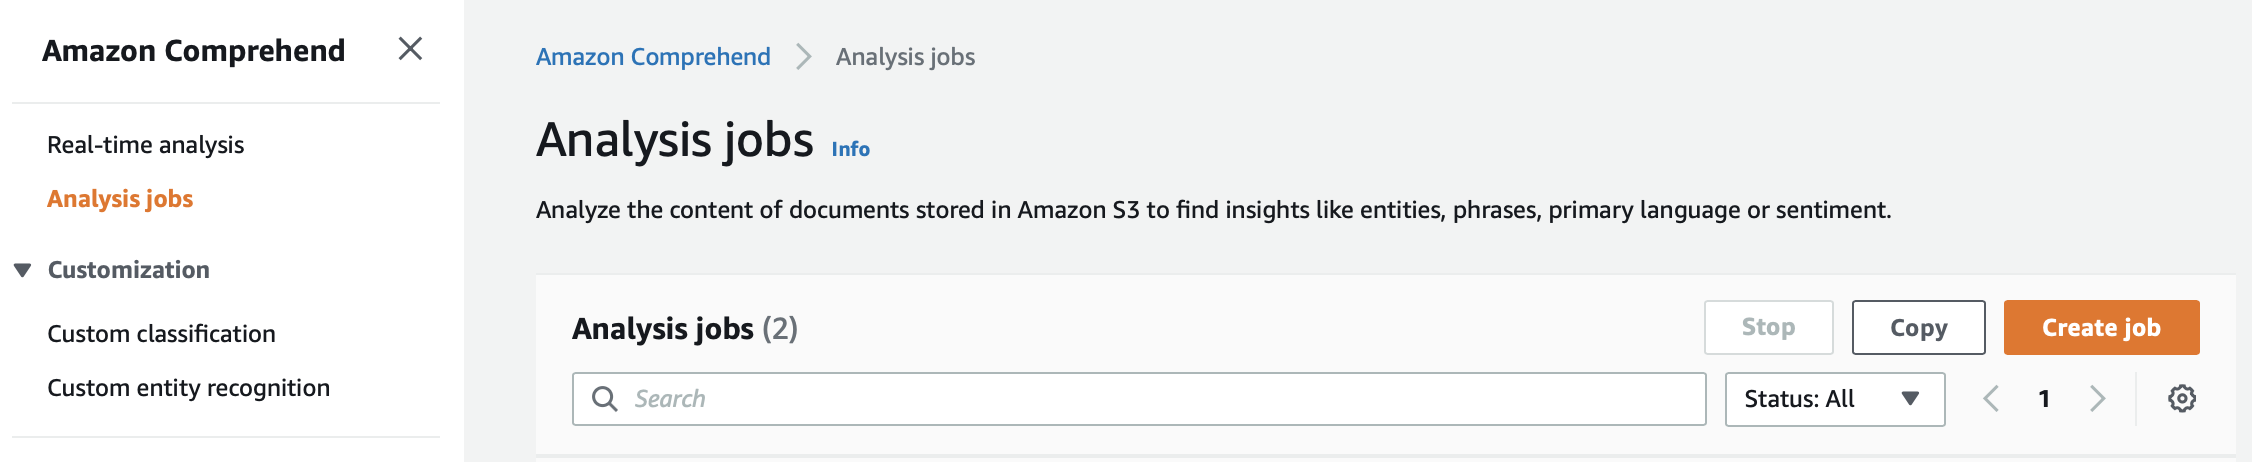 Amazon Comprehend
Real-time analysis
Analysis jobs
Customization
Custom classification
Custom entity recognition
Amazon Comprehend > Analysis jobs
Analysis jobs Info
Analyze the content of documents stored in Amazon S3 to find insights like entities, phrases, primary language or sentiment.
Analysis jobs (2)
Stop Copy Create job
Search Status: All 1